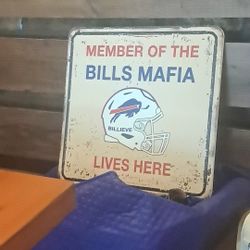 MEMBER OF THE
BILLS MAFIA
BILLIEVE
LIVES HERE